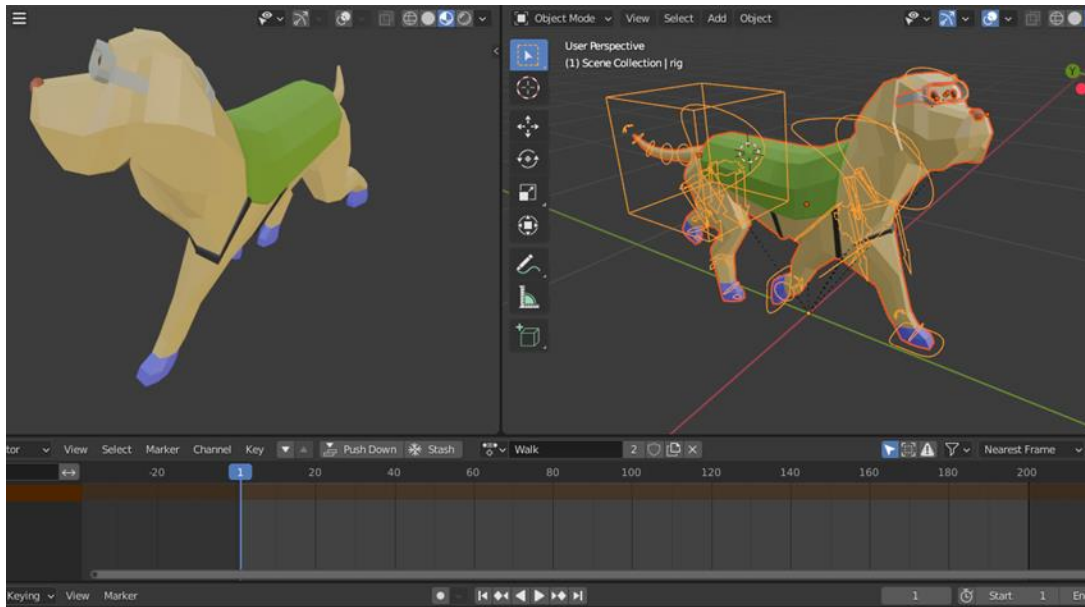 Object Mode View Select Add Object
User Perspective
(1) Scene Collection | rig
Y
tor View Select Marker Channel Key Push Down Stash Walk 2 Nearest Frame
-20 1 20 40 60 80 100 120 140 160 180 200
Keying View Marker 1 Start 1 En